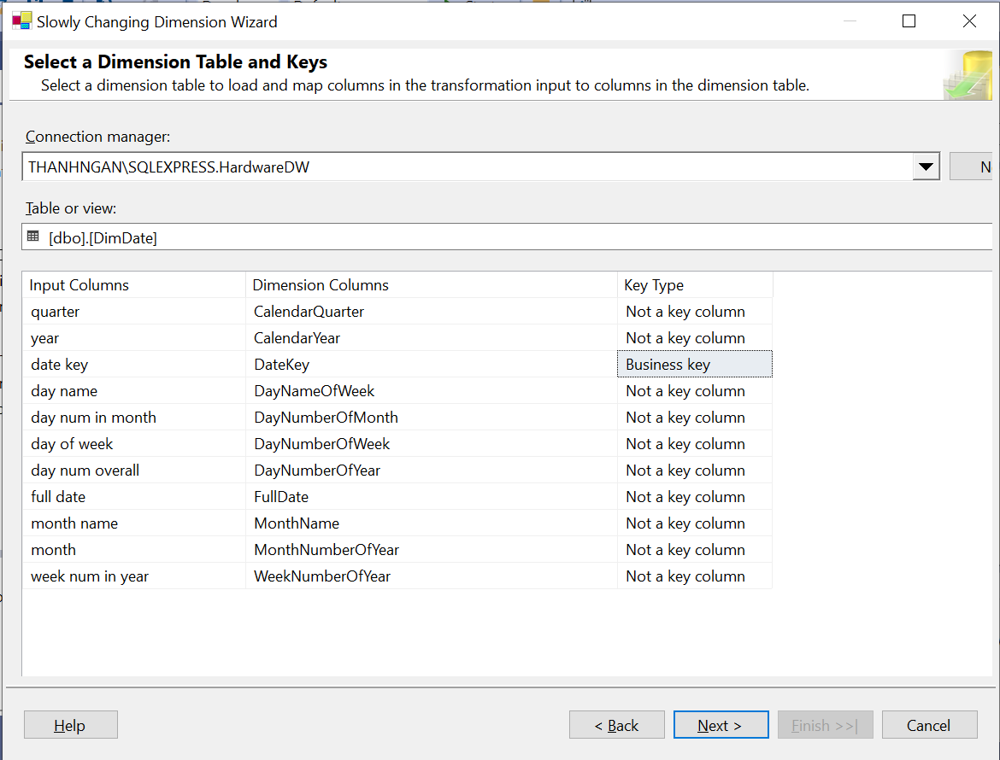 Slowly Changing Dimension Wizard
Select a Dimension Table and Keys
Select a dimension table to load and map columns in the transformation input to columns in the dimension table.
Connection manager:
THANHNGAN\SQLEXPRESS.HardwareDW
N
Table or view:
[dbo].[DimDate]
Input Columns Dimension Columns Key Type
quarter CalendarQuarter Not a key column
year CalendarYear Not a key column
date key DateKey Business key
day name DayNameOfWeek Not a key column
day num in month DayNumberOfMonth Not a key column
day of week DayNumberOfWeek Not a key column
day num overall DayNumberOfYear Not a key column
full date FullDate Not a key column
month name MonthName Not a key column
month MonthNumberOfYear Not a key column
week num in year WeekNumberOfYear Not a key column
Help < Back Next > Finish >>| Cancel